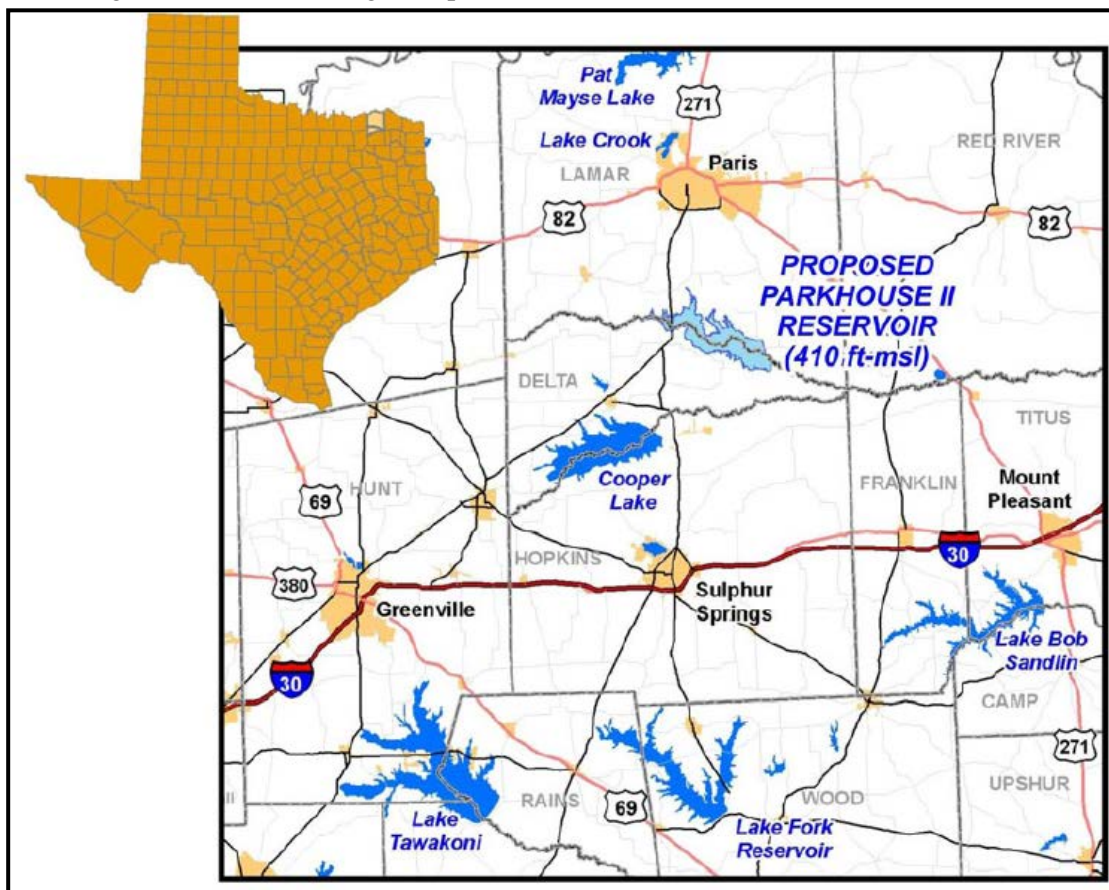 Pat
Mayse Lake
271
Lake Crook
Paris
RED RIVER
LAMAR
82
82
PROPOSED
PARKHOUSE II
RESERVOIR
(410 ft-msl)
DELTA
TITUS
Cooper
Lake
FRANKLIN
Mount
Pleasant
HUNT
69
HOPKINS
30
380
Greenville
Sulphur
Springs
Lake Bob
Sandlin
30
CAMP
271
UPSHUR
RAINS
69
WOOD
Lake
Tawakoni
Lake Fork
Reservoir